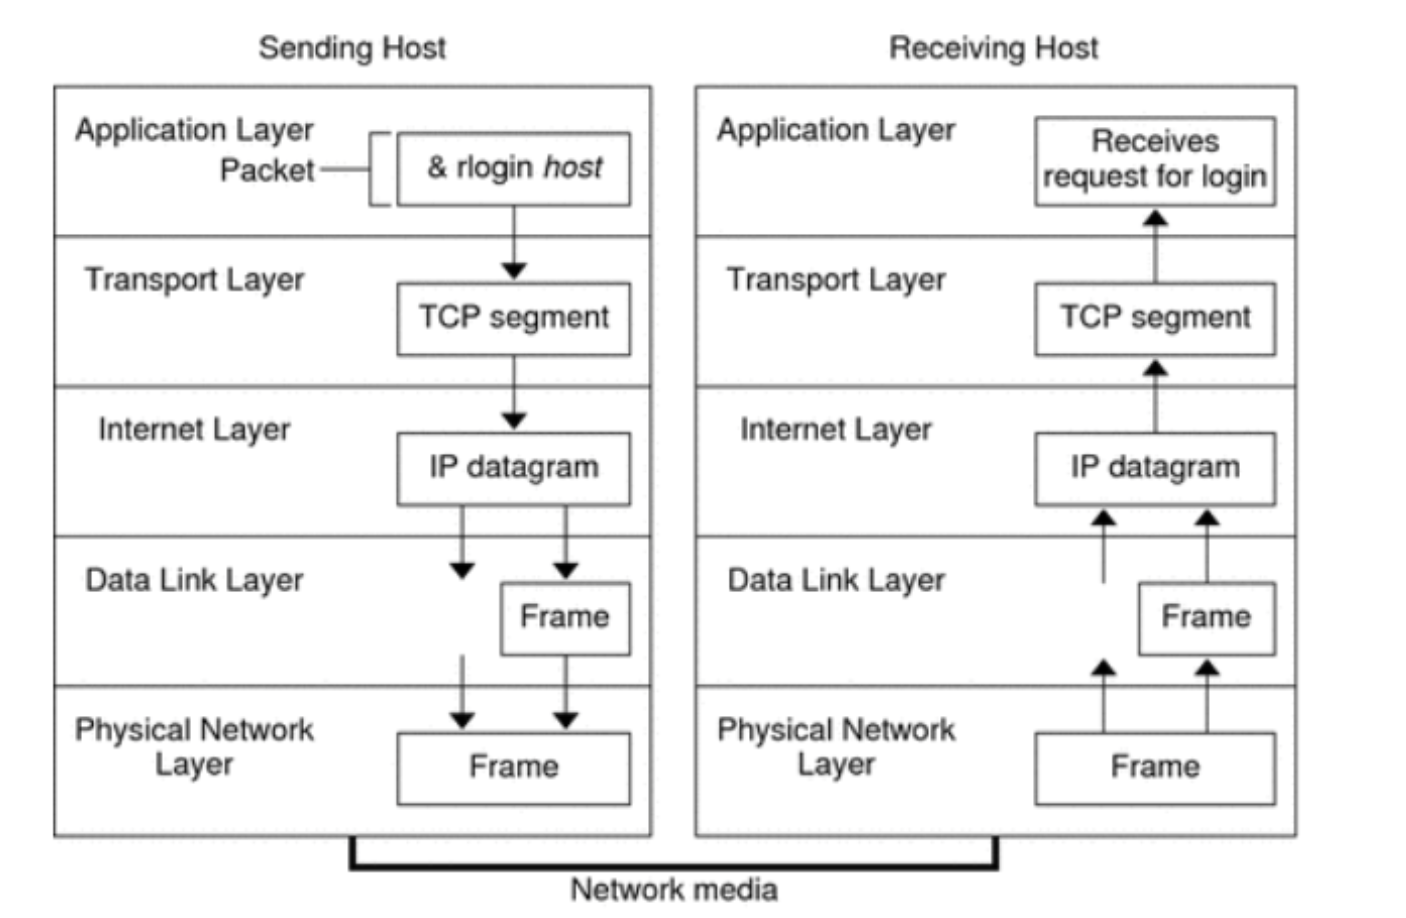 Sending Host
Application Layer
Packet
& rlogin host
Transport Layer
TCP segment
Internet Layer
IP datagram
Data Link Layer
Frame
Physical Network
Layer
Frame
Receiving Host
Application Layer
Receives
request for login
Transport Layer
TCP segment
Internet Layer
IP datagram
Data Link Layer
Frame
Physical Network
Layer
Frame
Network media